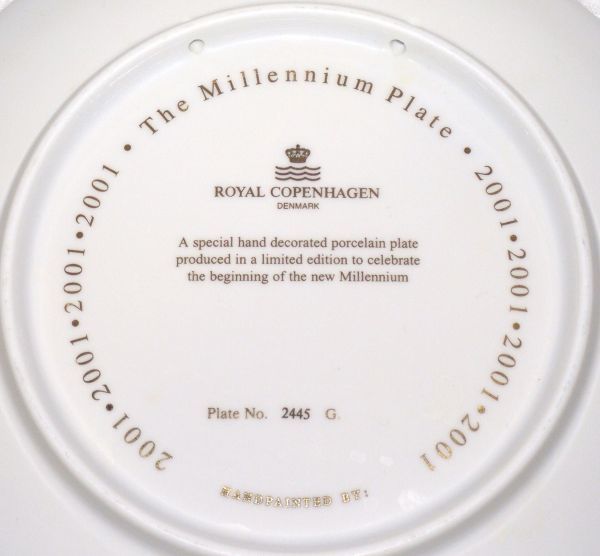 • The Millennium Plate •
2001•2001•2001•2001
2001•2001•2001•2001
ROYAL COPENHAGEN
DENMARK
A special hand decorated porcelain plate
produced in a limited edition to celebrate
the beginning of the new Millennium
Plate No. 2445 G.
HANDPAINTED BY: